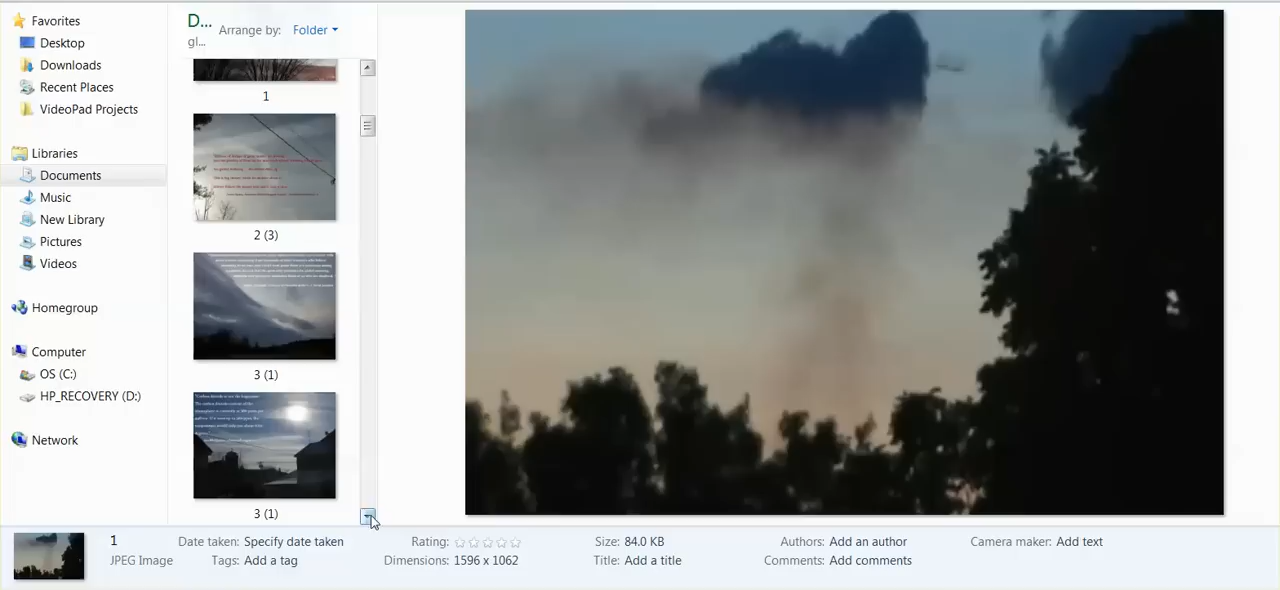 Favorites
Desktop
Downloads
Recent Places
VideoPad Projects
Libraries
Documents
Music
New Library
Pictures
Videos
Homegroup
Computer
OS (C:)
HP_RECOVERY (D:)
Network
D...
gl...
Arrange by: Folder
1
2 (3)
3 (1)
3 (1)
1
JPEG Image
Date taken: Specify date taken
Tags: Add a tag
Rating:
Dimensions: 1596 x 1062
Size: 84.0 KB
Title: Add a title
Authors: Add an author
Comments: Add comments
Camera maker: Add text